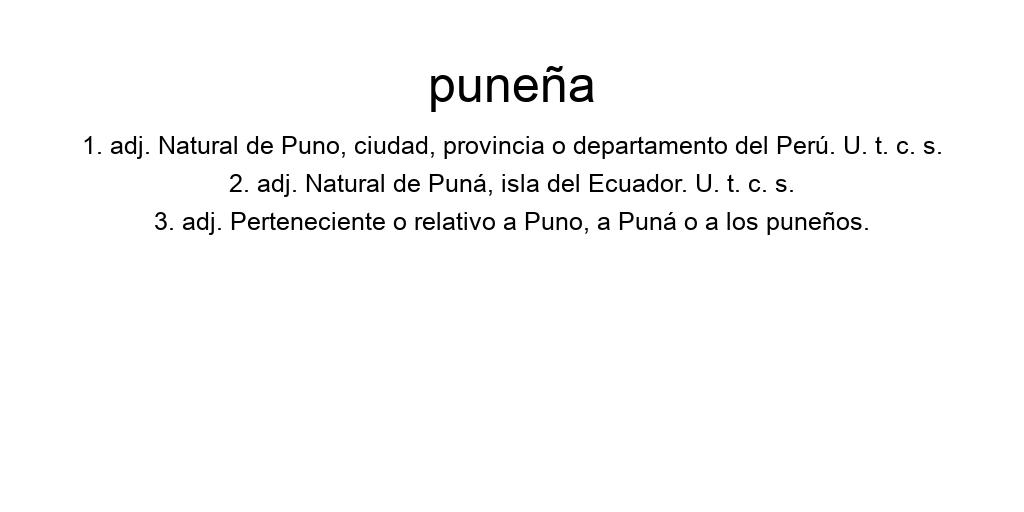 puneña
1. adj. Natural de Puno, ciudad, provincia o departamento del Perú. U. t. c. s.
2. adj. Natural de Puná, isla del Ecuador. U. t. c. s.
3. adj. Perteneciente o relativo a Puno, a Puná o a los puneños.